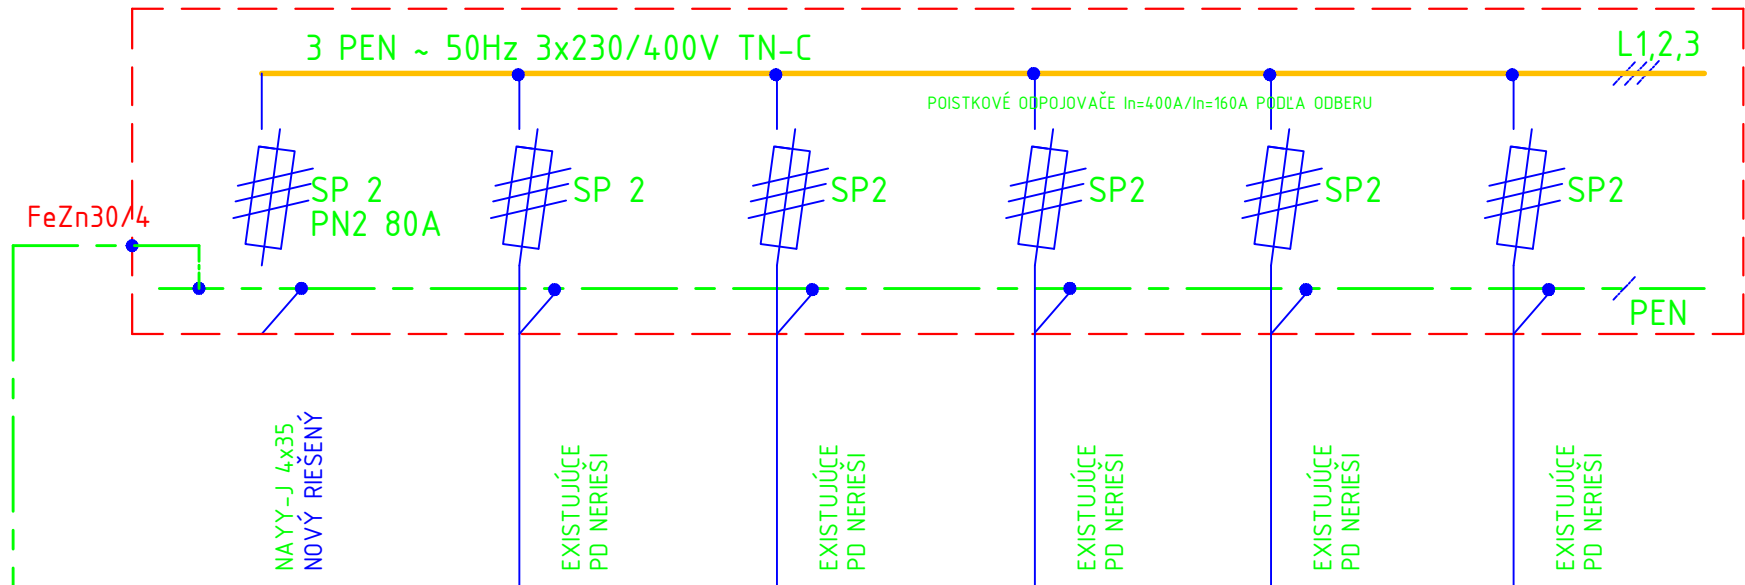 3 PEN ~ 50Hz 3x230/400V TN-C
L1,2,3
POISTKOVÉ ODPOJOVAČE In=400A/In=160A PODĽA ODBERU
SP 2
PN2 80A
SP 2
SP2
SP2
SP2
SP2
FeZn30/4
PEN
NAYY-J 4x35
NOVÝ RIEŠENÝ
EXISTUJÚCE
PD NERIEŠI
EXISTUJÚCE
PD NERIEŠI
EXISTUJÚCE
PD NERIEŠI
EXISTUJÚCE
PD NERIEŠI
EXISTUJÚCE
PD NERIEŠI